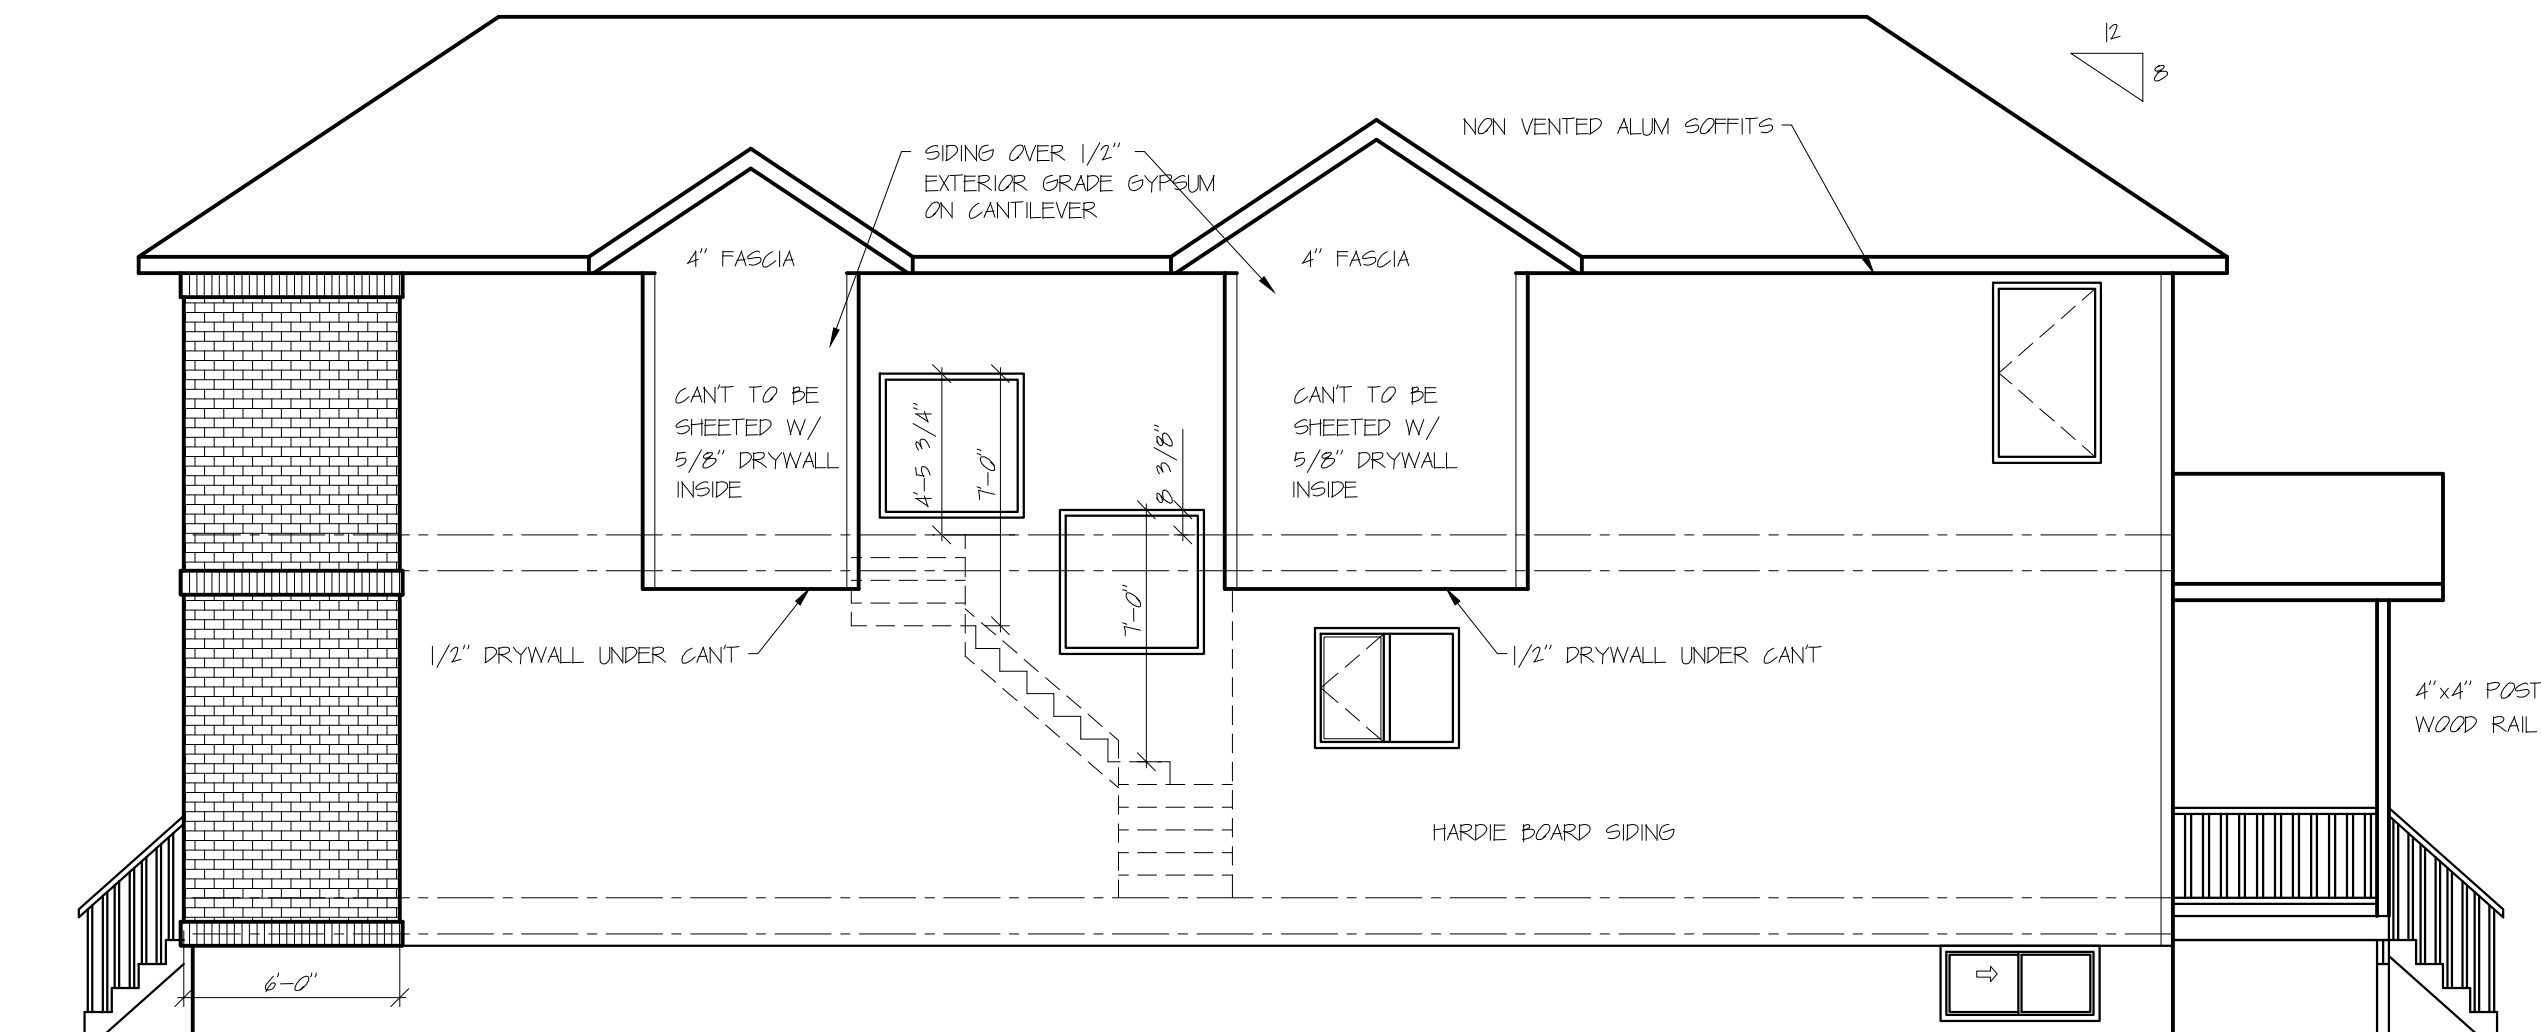 12
8
NON VENTED ALUM SOFFITS
SIDING OVER 1/2"
EXTERIOR GRADE GYPSUM
ON CANTILEVER
4" FASCIA
4" FASCIA
CAN'T TO BE
SHEETED W/
5/8" DRYWALL
INSIDE
4'-5 3/4"
7'-0"
8 3/8"
CAN'T TO BE
SHEETED W/
5/8" DRYWALL
INSIDE
7'-0"
1/2" DRYWALL UNDER CAN'T
1/2" DRYWALL UNDER CAN'T
4"x4" POST
WOOD RAIL
HARDIE BOARD SIDING
6'-0"